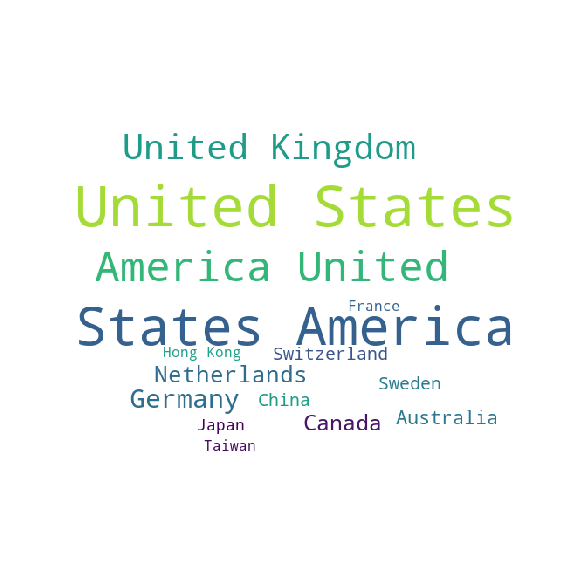 United Kingdom
United States
America United
France
States America
Hong Kong
Switzerland
Netherlands
Sweden
Germany
China
Australia
Japan
Canada
Taiwan